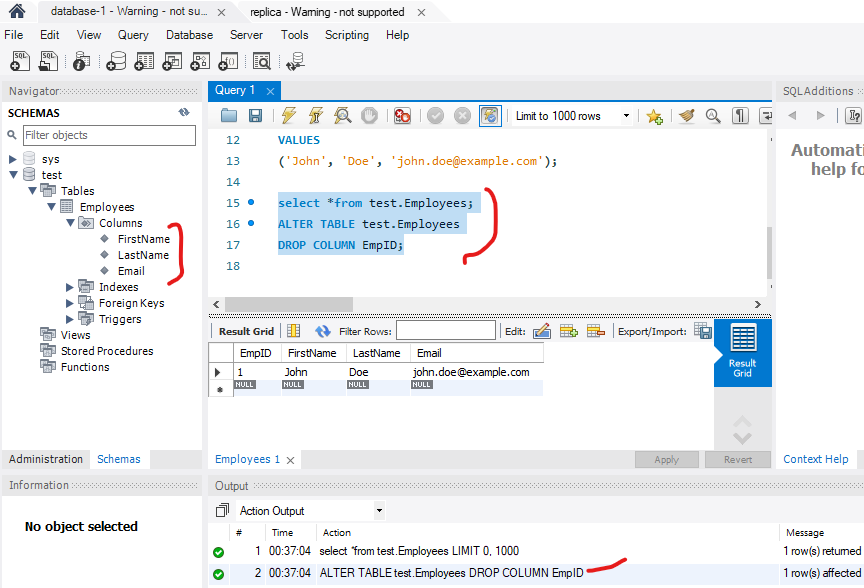 database-1 - Warning - not su... ×
replica - Warning - not supported ×
File Edit View Query Database Server Tools Scripting Help
Navigator
SCHEMAS
Filter objects
sys
test
Tables
Employees
Columns
FirstName
LastName
Email
Indexes
Foreign Keys
Triggers
Views
Stored Procedures
Functions
Administration Schemas
Information
No object selected
Query 1 ×
Limit to 1000 rows
12 VALUES
13 ('John', 'Doe', 'john.doe@example.com');
14
15 select *from test.Employees;
16 ALTER TABLE test.Employees
17 DROP COLUMN EmpID;
18
Result Grid Filter Rows: Edit: Export/Import:
EmpID FirstName LastName Email
1 John Doe john.doe@example.com
NULL NULL NULL NULL
Result
Grid
Employees 1 ×
Apply Revert
SQLAdditions
Automati
help fo
Context Help
Output
Action Output
# Time Action Message
1 00:37:04 select *from test.Employees LIMIT 0, 1000 1 row(s) returned
2 00:37:04 ALTER TABLE test.Employees DROP COLUMN EmpID 1 row(s) affected